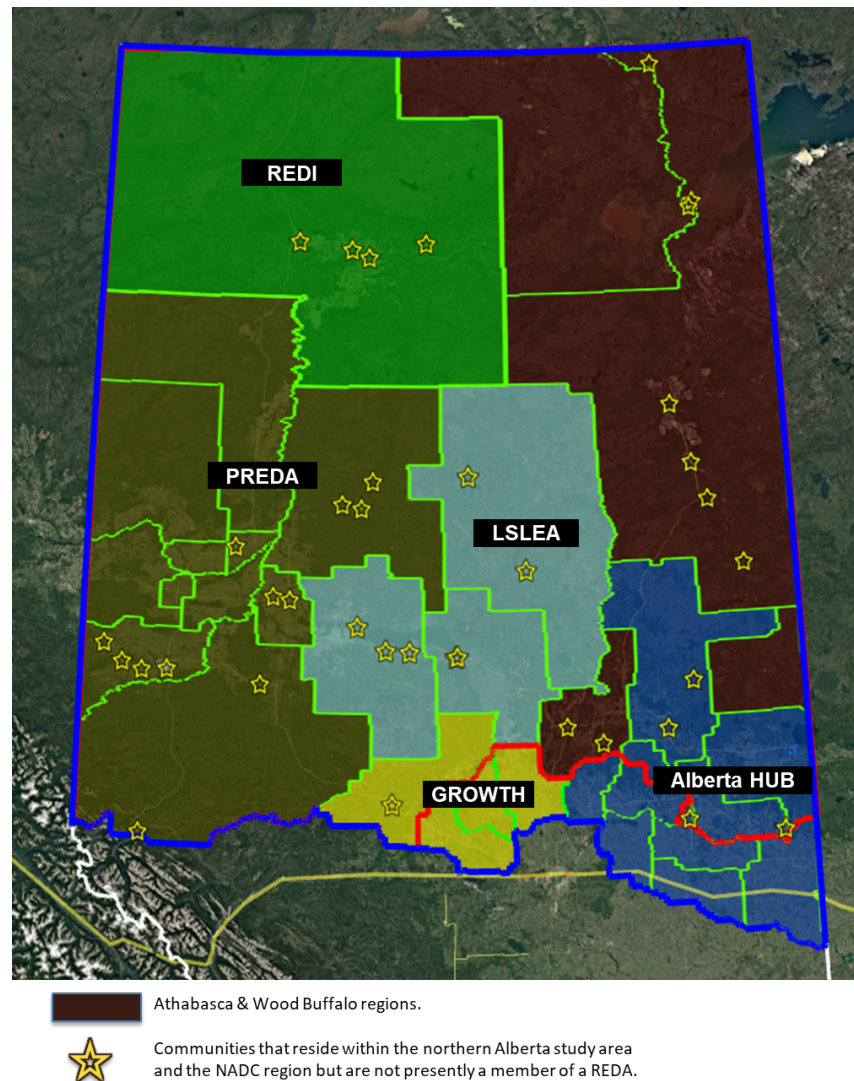 REDI
PREDA
LSLEA
GROWTH
Alberta HUB
Athabasca & Wood Buffalo regions.
Communities that reside within the northern Alberta study area
and the NADC region but are not presently a member of a REDA.